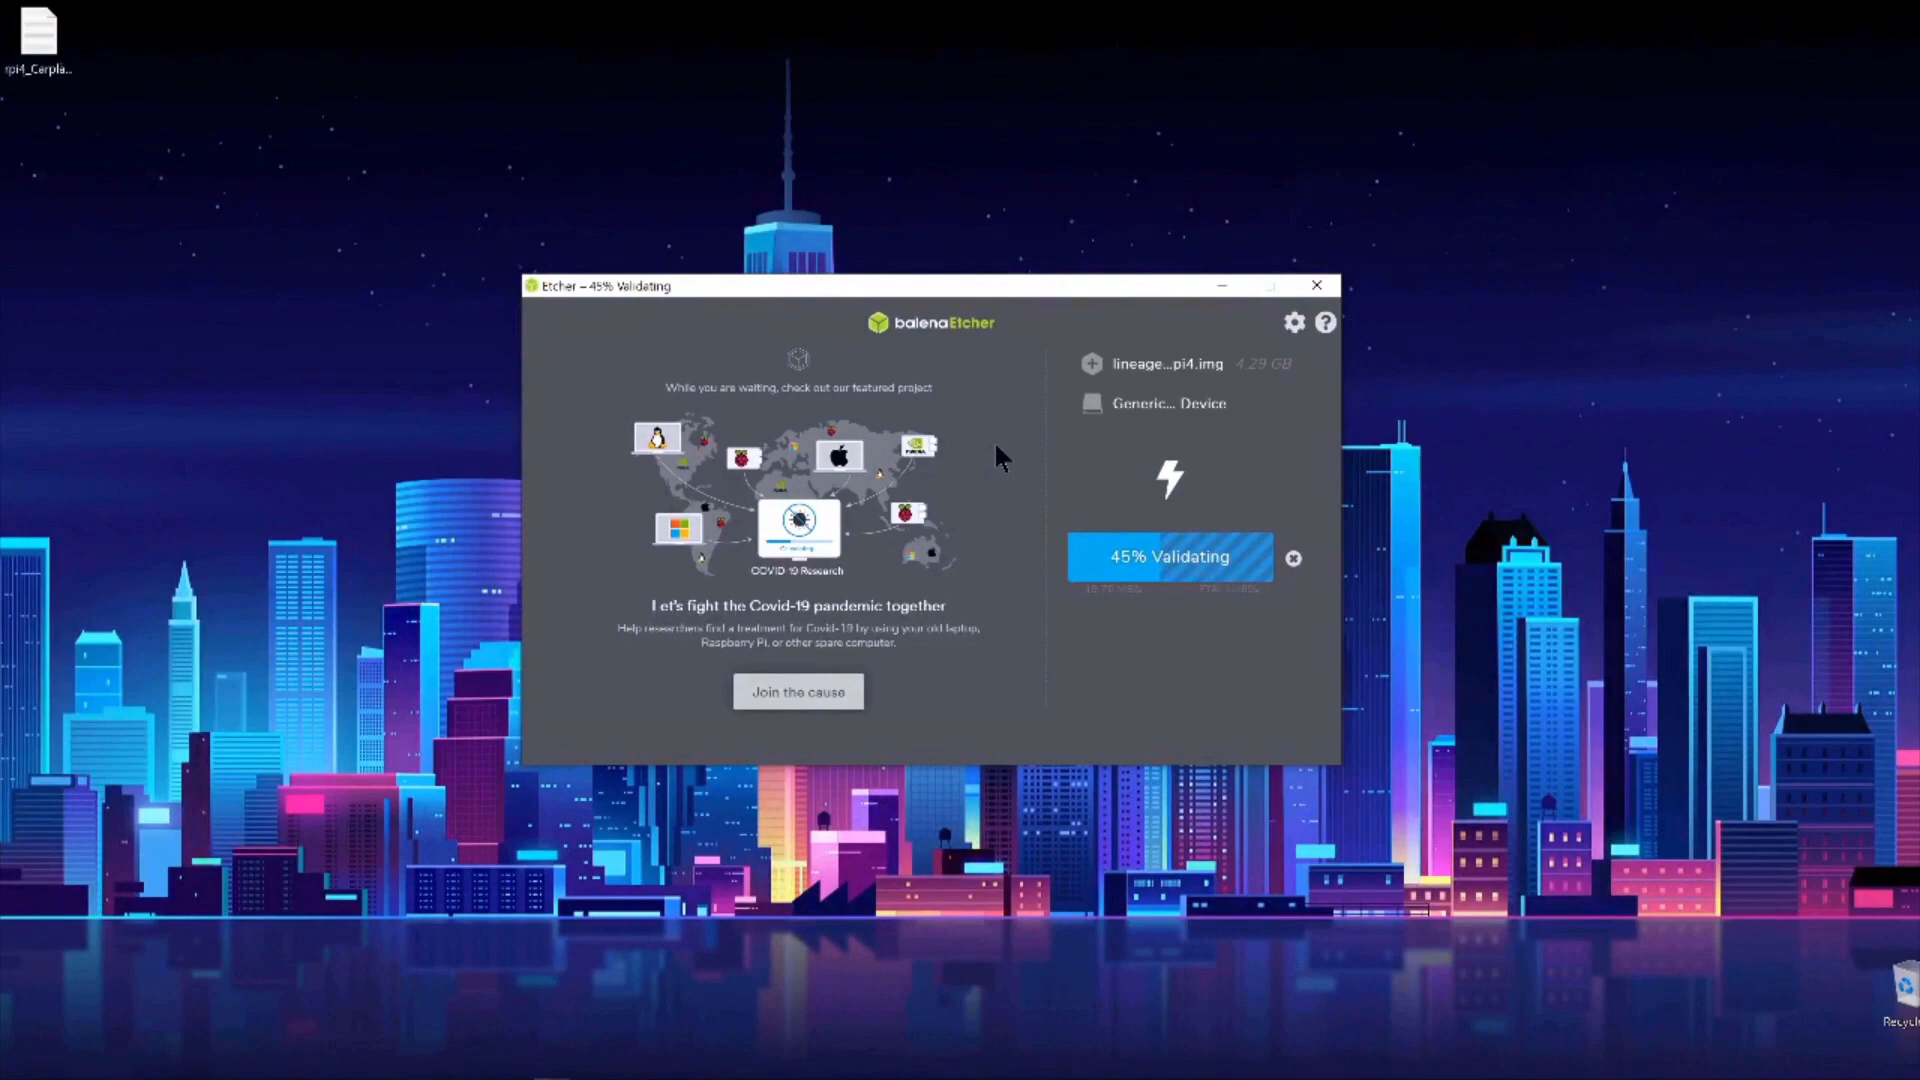 rpi4_Carpla...
Etcher – 45% Validating
balenaEtcher
While you are waiting, check out our featured project
lineage...pi4.img 4.29 GB
Generic... Device
NVIDIA
COVID 19 Research
45% Validating
Let's fight the Covid-19 pandemic together
Help researchers find a treatment for Covid-19 by using your old laptop,
Raspberry Pi, or other spare computer.
Join the cause
Recycle